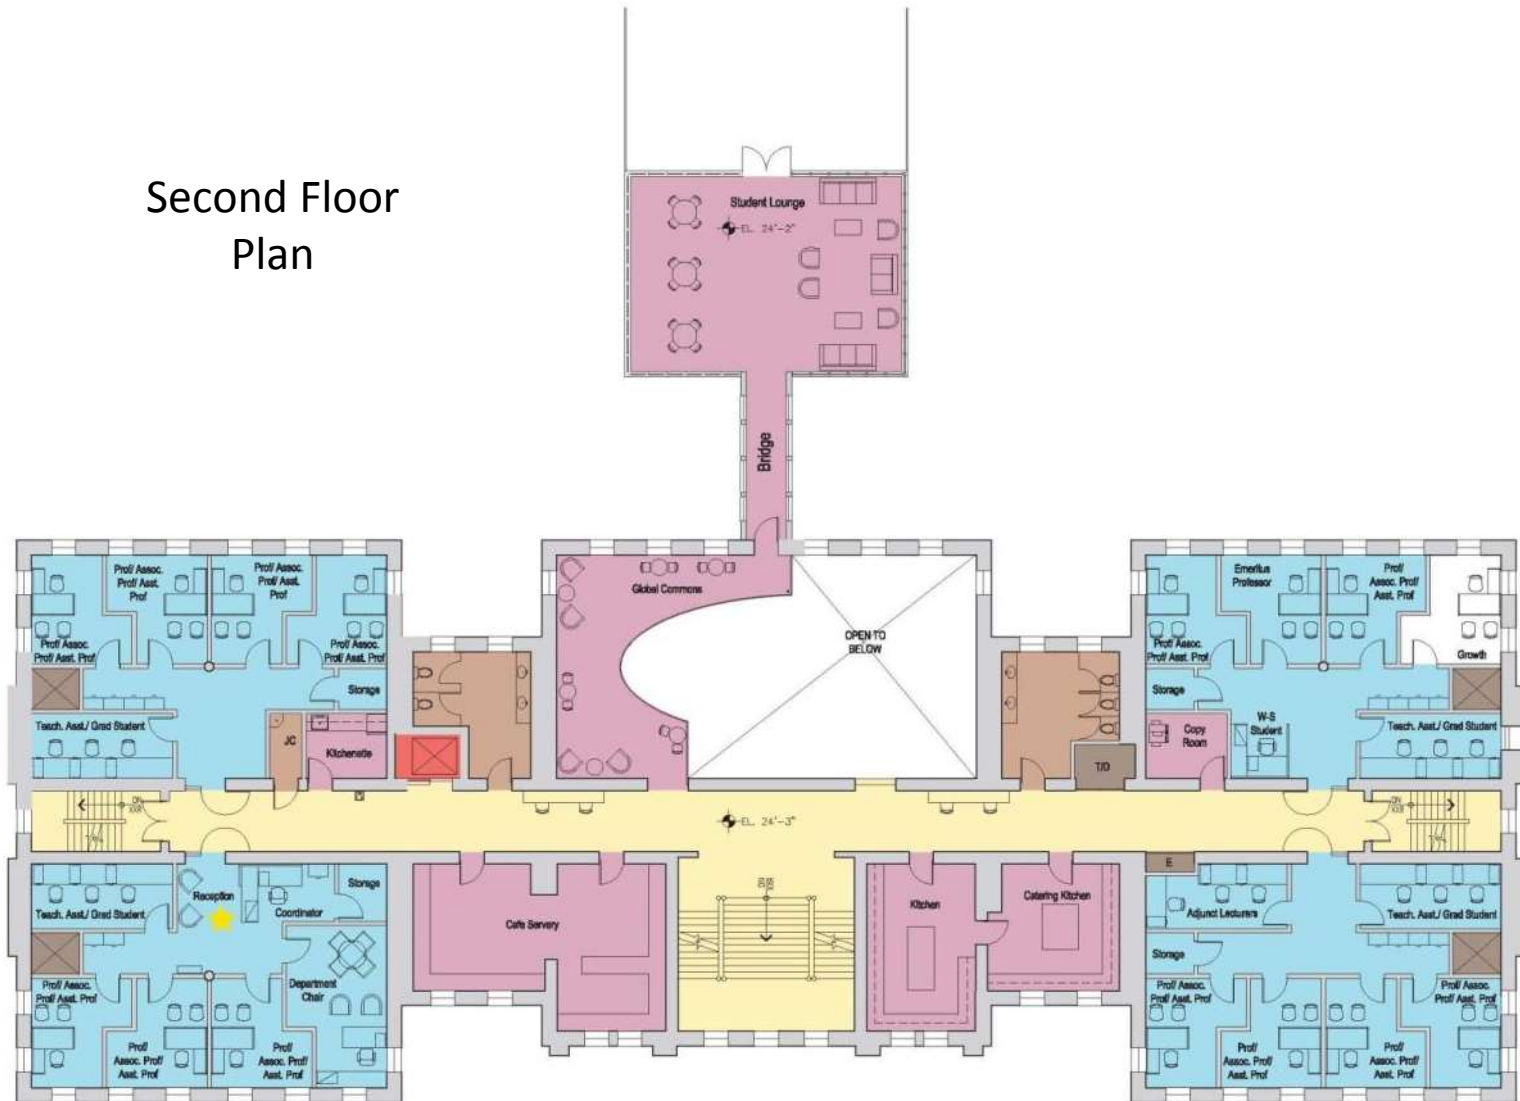 Second Floor
Plan
Student Lounge
EL. 24'-2"
Bridge
Prof/ Assoc.
Prof/ Asst. Prof
Prof/ Assoc.
Prof/ Asst.
Prof
Prof/ Assoc.
Prof/ Asst.
Prof
Prof/ Assoc.
Prof/ Asst. Prof
Storage
Teach. Asst./ Grad Student
JC
Kitchenette
Global Commons
OPEN TO
BELOW
Prof/ Assoc.
Prof/ Asst. Prof
Emeritus
Professor
Prof/
Assoc. Prof/
Asst. Prof
Growth
Storage
W-S
Student
Copy
Room
Teach. Asst./ Grad Student
T/D
DN
EL. 24'-3"
DN
E
Reception
Storage
Teach. Asst./ Grad Student
Coordinator
Cafe Servery
DN
Kitchen
Catering Kitchen
Adjunct Lecturers
Teach. Asst./ Grad Student
Storage
Prof/ Assoc.
Prof/ Asst. Prof
Department
Chair
Prof/
Assoc. Prof/
Asst. Prof
Prof/
Assoc. Prof/
Asst. Prof
Prof/ Assoc.
Prof/ Asst. Prof
Prof/ Assoc.
Prof/ Asst. Prof
Prof/
Assoc. Prof/
Asst. Prof
Prof/
Assoc. Prof/
Asst. Prof